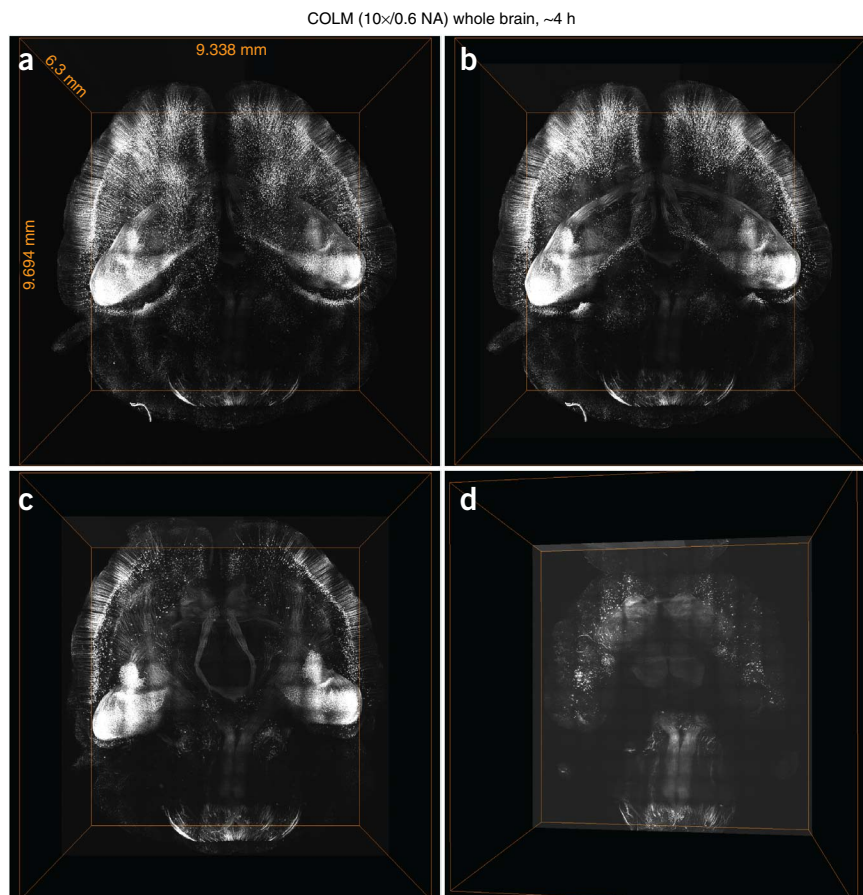 COLM (10×/0.6 NA) whole brain, ~4 h
a
9.338 mm
6.3 mm
9.694 mm
b
c
d